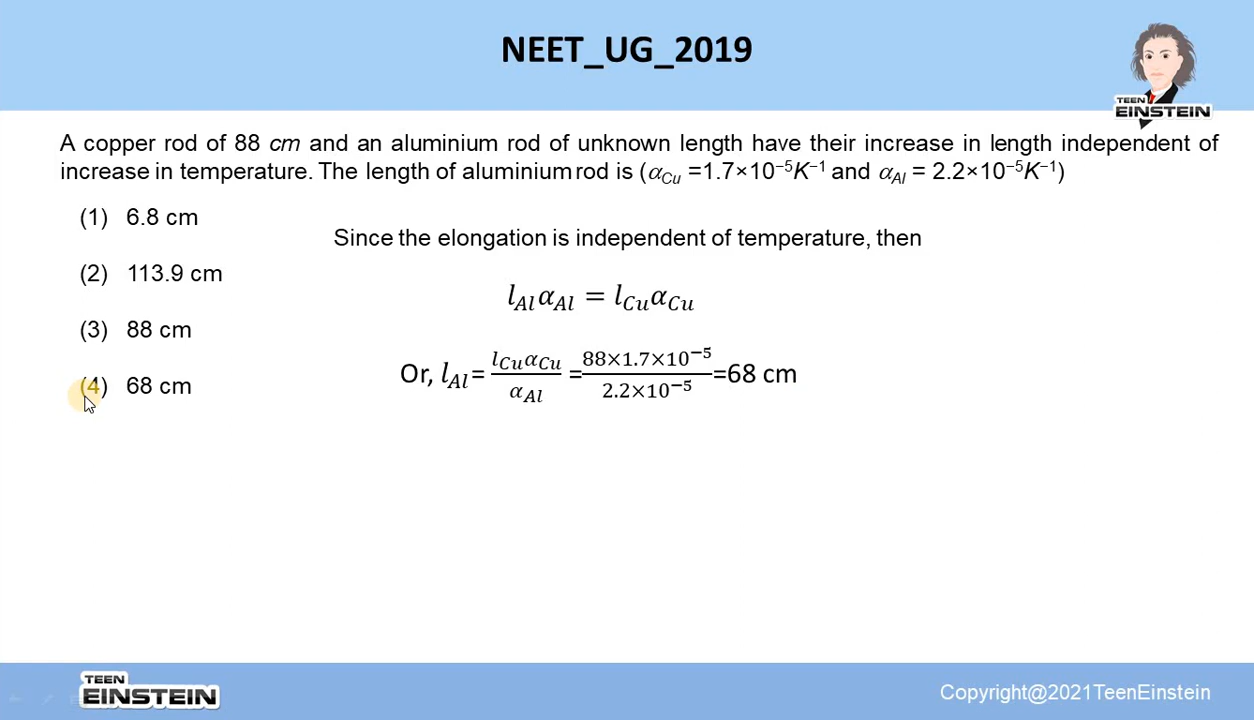 NEET_UG_2019
TEEN
EINSTEIN
A copper rod of 88 cm and an aluminium rod of unknown length have their increase in length independent of
increase in temperature. The length of aluminium rod is (αCu =1.7×10⁻⁵K⁻¹ and αAl = 2.2×10⁻⁵K⁻¹)
(1) 6.8 cm
Since the elongation is independent of temperature, then
(2) 113.9 cm
lAlαAl = lCuαCu
(3) 88 cm
Or, lAl= lCuαCu/αAl =88×1.7×10⁻⁵/2.2×10⁻⁵=68 cm
(4) 68 cm
TEEN
EINSTEIN
Copyright@2021TeenEinstein